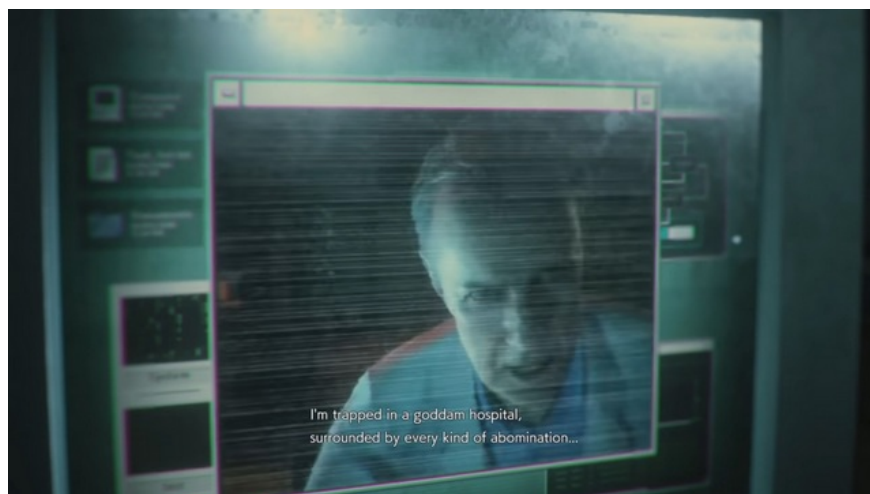 I'm trapped in a goddam hospital,
surrounded by every kind of abomination...